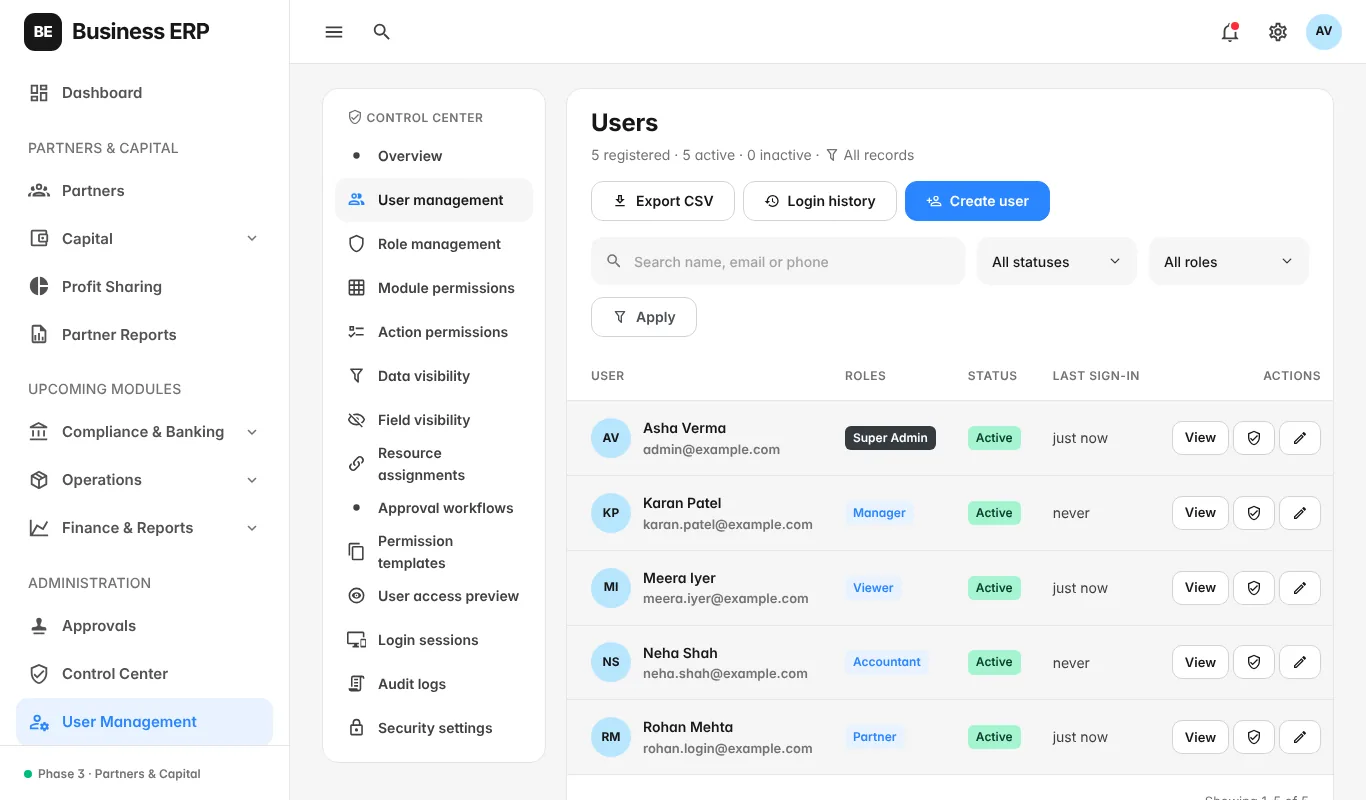 BE Business ERP
Dashboard
PARTNERS & CAPITAL
Partners
Capital
Profit Sharing
Partner Reports
UPCOMING MODULES
Compliance & Banking
Operations
Finance & Reports
ADMINISTRATION
Approvals
Control Center
User Management
Phase 3 · Partners & Capital
AV
CONTROL CENTER
Overview
User management
Role management
Module permissions
Action permissions
Data visibility
Field visibility
Resource
assignments
Approval workflows
Permission
templates
User access preview
Login sessions
Audit logs
Security settings
Users
5 registered · 5 active · 0 inactive · All records
Export CSV Login history Create user
Search name, email or phone All statuses All roles
Apply
USER ROLES STATUS LAST SIGN-IN ACTIONS
AV Asha Verma Super Admin Active just now View
admin@example.com
KP Karan Patel Manager Active never View
karan.patel@example.com
MI Meera Iyer Viewer Active just now View
meera.iyer@example.com
NS Neha Shah Accountant Active never View
neha.shah@example.com
RM Rohan Mehta Partner Active just now View
rohan.login@example.com
Showing 1-5 of 5